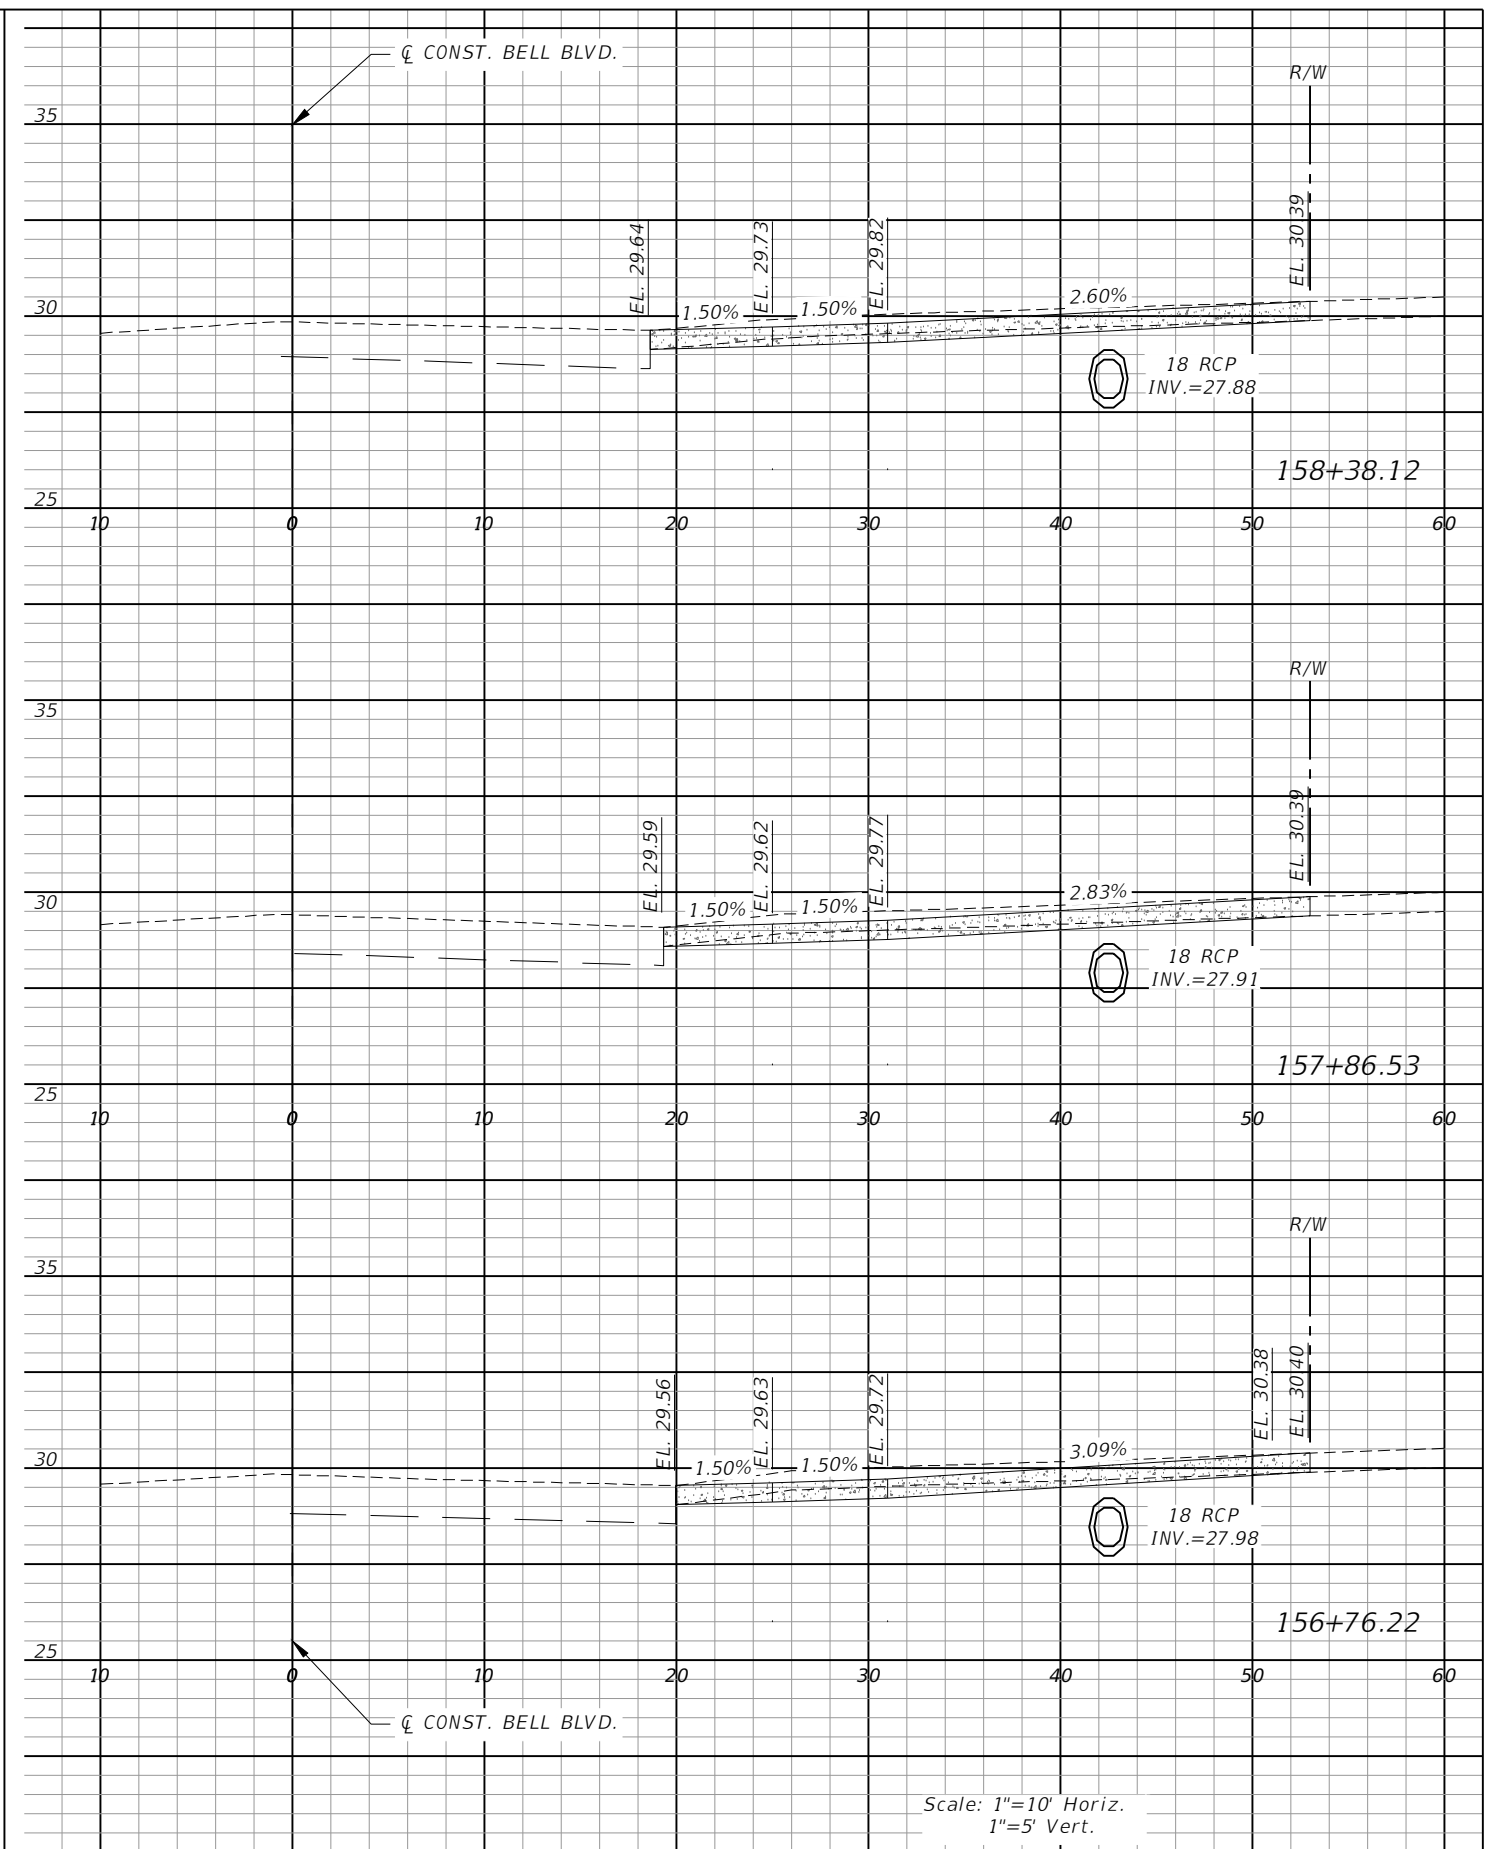 ℄ CONST. BELL BLVD.
R/W
35
EL. 29.64
EL. 29.73
EL. 29.82
EL. 30.39
30
1.50%
1.50%
2.60%
18 RCP
INV.=27.88
158+38.12
25
10 0 10 20 30 40 50 60
R/W
35
EL. 29.59
EL. 29.62
EL. 29.77
EL. 30.39
30
1.50%
1.50%
2.83%
18 RCP
INV.=27.91
157+86.53
25
10 0 10 20 30 40 50 60
R/W
35
EL. 29.56
EL. 29.63
EL. 29.72
EL. 30.38
EL. 30.40
30
1.50%
1.50%
3.09%
18 RCP
INV.=27.98
156+76.22
25
10 0 10 20 30 40 50 60
℄ CONST. BELL BLVD.
Scale: 1"=10' Horiz.
1"=5' Vert.